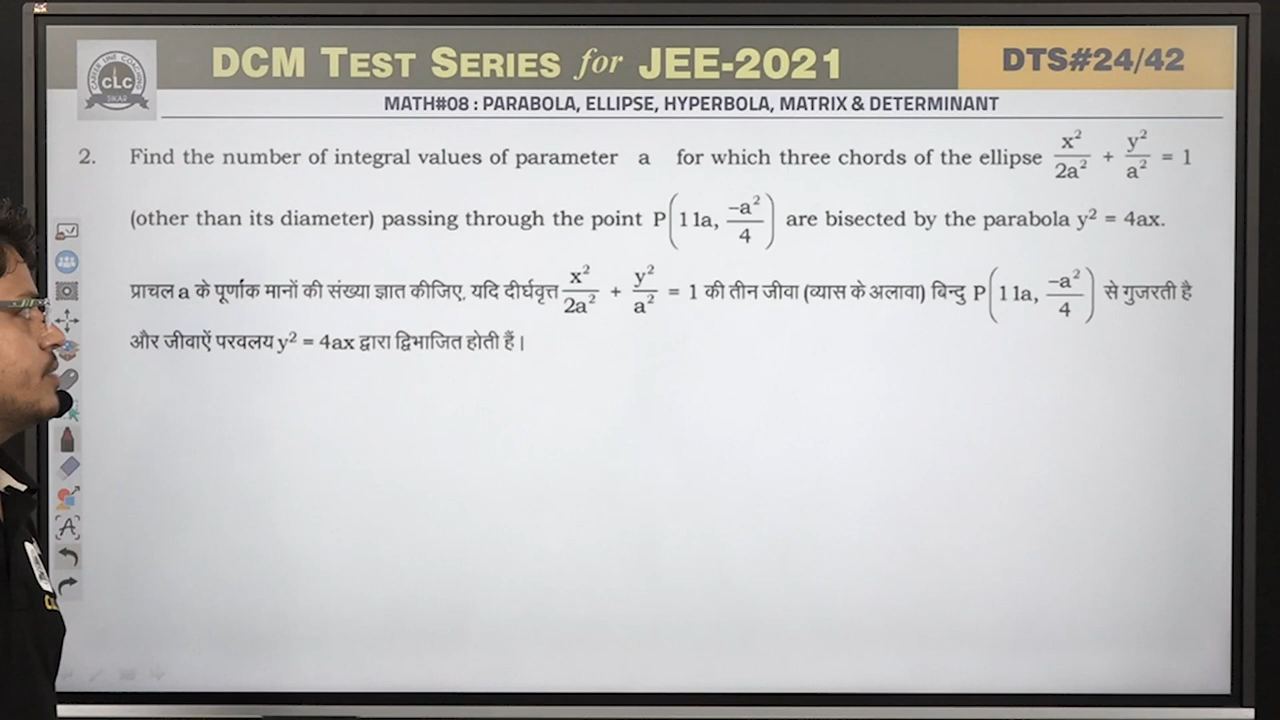 DCM TEST SERIES for JEE-2021
DTS#24/42
CAREER LINE COACHING
CLC
SIKAR
MATH#08 : PARABOLA, ELLIPSE, HYPERBOLA, MATRIX & DETERMINANT
2. Find the number of integral values of parameter a for which three chords of the ellipse x²/2a² + y²/a² = 1
(other than its diameter) passing through the point P(11a, -a²/4) are bisected by the parabola y² = 4ax.
प्राचल a के पूर्णांक मानों की संख्या ज्ञात कीजिए, यदि दीर्घवृत्त x²/2a² + y²/a² = 1 की तीन जीवा (व्यास के अलावा) बिन्दु P(11a, -a²/4) से गुजरती है
और जीवाऐं परवलय y² = 4ax द्वारा द्विभाजित होती हैं।